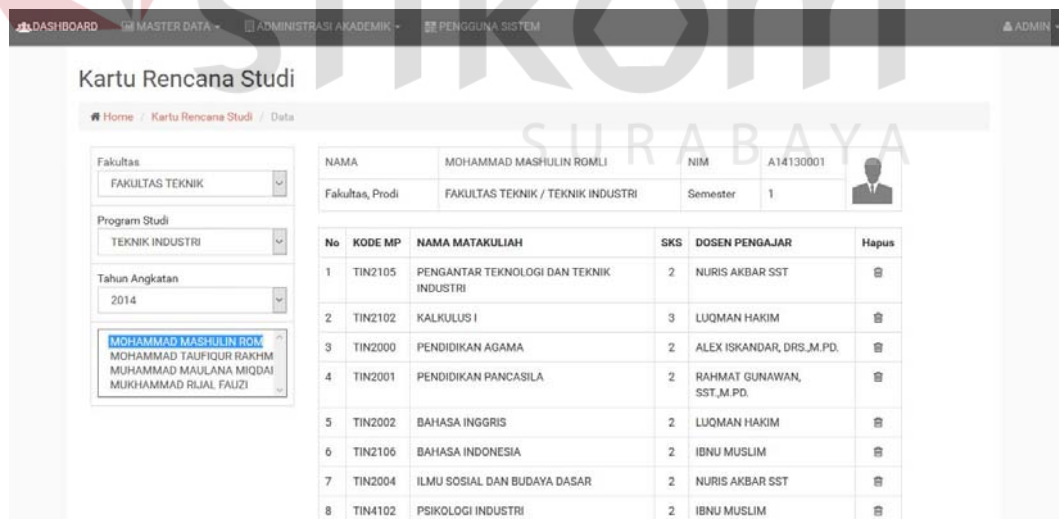 DASHBOARD MASTER DATA ADMINISTRASI AKADEMIK PENGGUNA SISTEM ADMIN
stikom
SURABAYA
Kartu Rencana Studi
Home / Kartu Rencana Studi / Data
Fakultas
FAKULTAS TEKNIK
Program Studi
TEKNIK INDUSTRI
Tahun Angkatan
2014
MOHAMMAD MASHULIN ROM
MOHAMMAD TAUFIQUR RAKHM
MUHAMMAD MAULANA MIQDAI
MUKHAMMAD RIJAL FAUZI
NAMA MOHAMMAD MASHULIN ROMLI NIM A14130001
Fakultas, Prodi FAKULTAS TEKNIK / TEKNIK INDUSTRI Semester 1
No KODE MP NAMA MATAKULIAH SKS DOSEN PENGAJAR Hapus
1 TIN2105 PENGANTAR TEKNOLOGI DAN TEKNIK 2 NURIS AKBAR SST
INDUSTRI
2 TIN2102 KALKULUS I 3 LUQMAN HAKIM
3 TIN2000 PENDIDIKAN AGAMA 2 ALEX ISKANDAR, DRS.,M.PD.
4 TIN2001 PENDIDIKAN PANCASILA 2 RAHMAT GUNAWAN,
SST.,M.PD.
5 TIN2002 BAHASA INGGRIS 2 LUQMAN HAKIM
6 TIN2106 BAHASA INDONESIA 2 IBNU MUSLIM
7 TIN2004 ILMU SOSIAL DAN BUDAYA DASAR 2 NURIS AKBAR SST
8 TIN4102 PSIKOLOGI INDUSTRI 2 IBNU MUSLIM